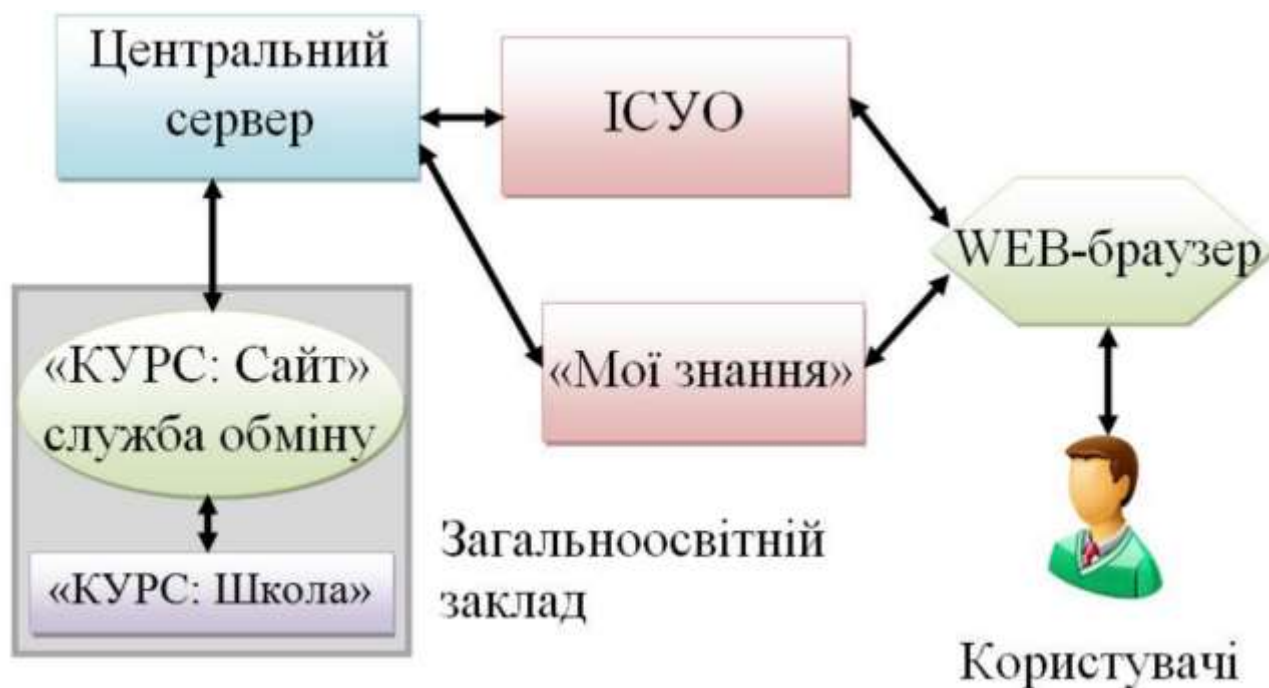 Центральний
сервер
ІСУО
WEB-браузер
«КУРС: Сайт»
служба обміну
«Мої знання»
«КУРС: Школа»
Загальноосвітній
заклад
Користувачі